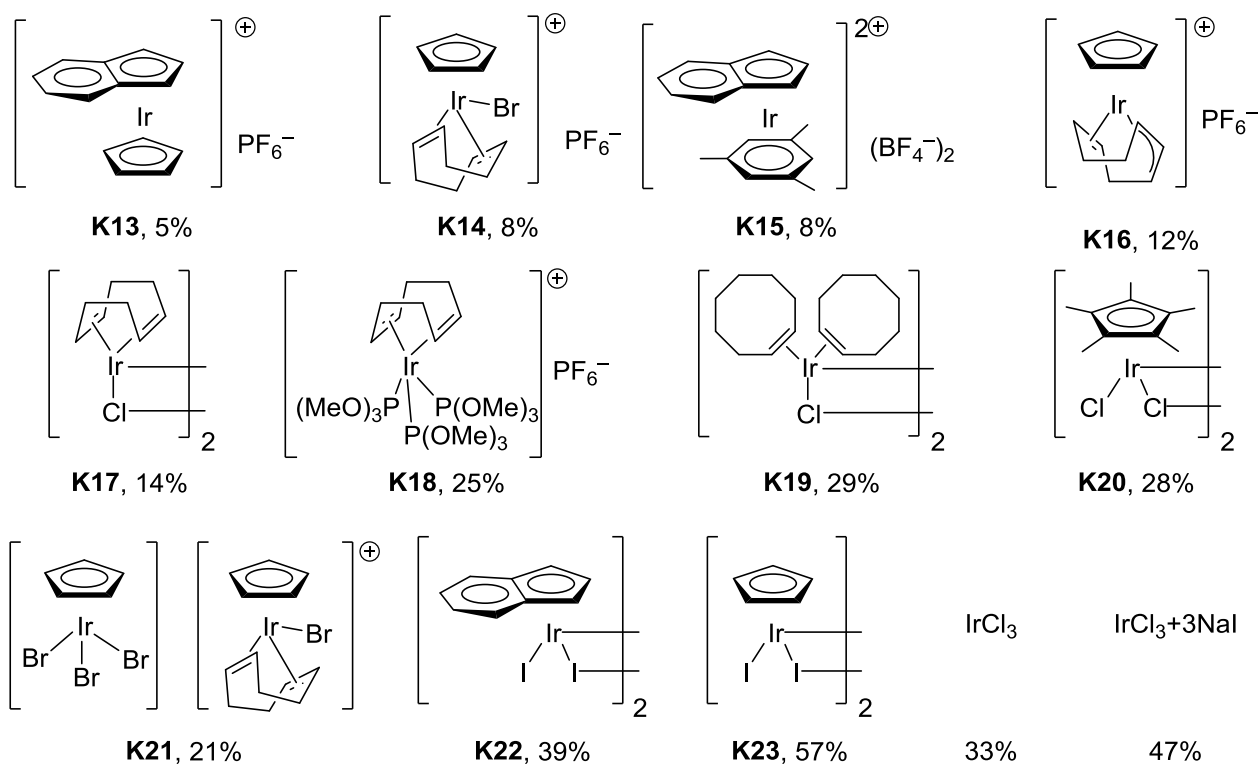 ⊕ ⊕ 2⊕ ⊕
Ir PF₆⁻
Ir Br PF₆⁻
Ir (BF₄⁻)₂
Ir PF₆⁻
K13, 5% K14, 8% K15, 8% K16, 12%
⊕
Ir Ir PF₆⁻ Ir Ir
Cl (MeO)₃P P(OMe)₃ Cl Cl Cl
P(OMe)₃
2 2 2
K17, 14% K18, 25% K19, 29% K20, 28%
⊕
Ir Ir Br Ir Ir IrCl₃ IrCl₃+3NaI
Br Br Br I I I I
2 2
K21, 21% K22, 39% K23, 57% 33% 47%